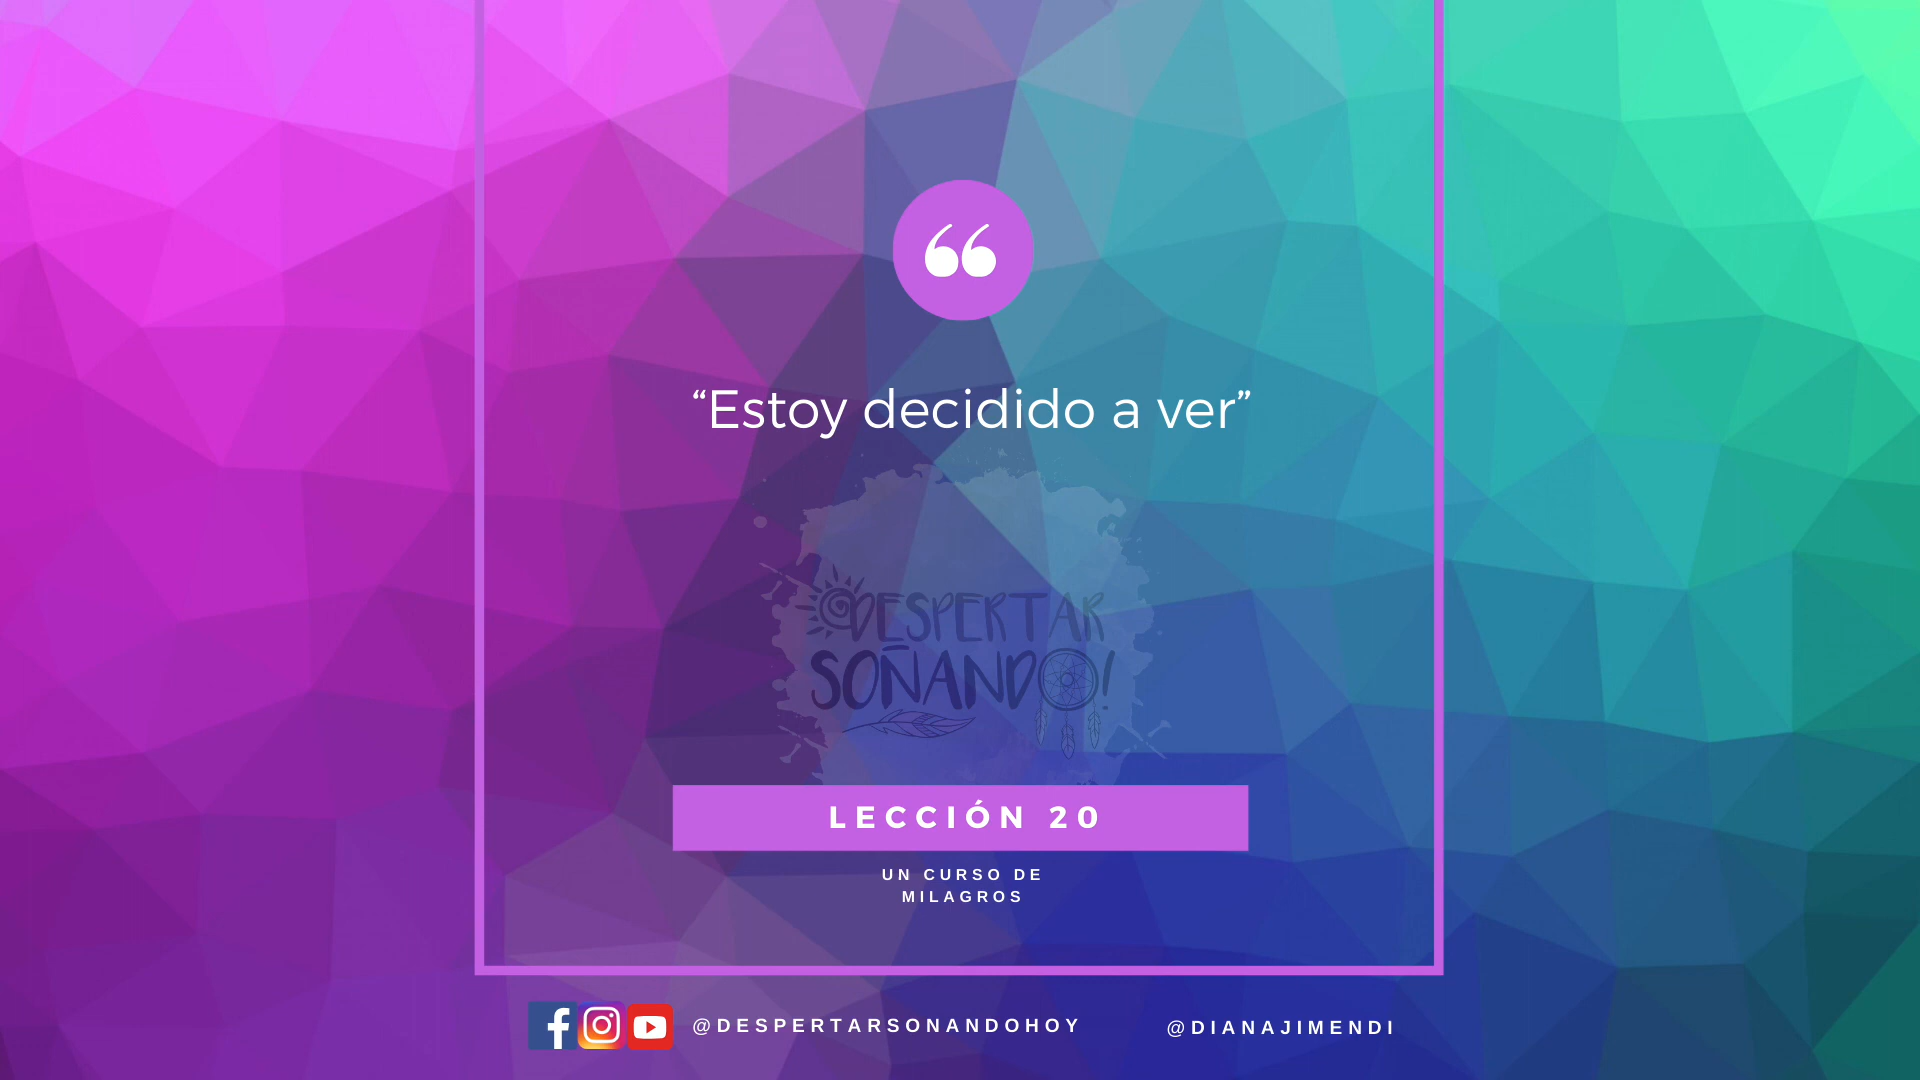 “Estoy decidido a ver”
DESPERTAR
SOÑANDO!
LECCIÓN 20
UN CURSO DE
MILAGROS
@DESPERTARSONANDOHOY
@DIANAJIMENDI